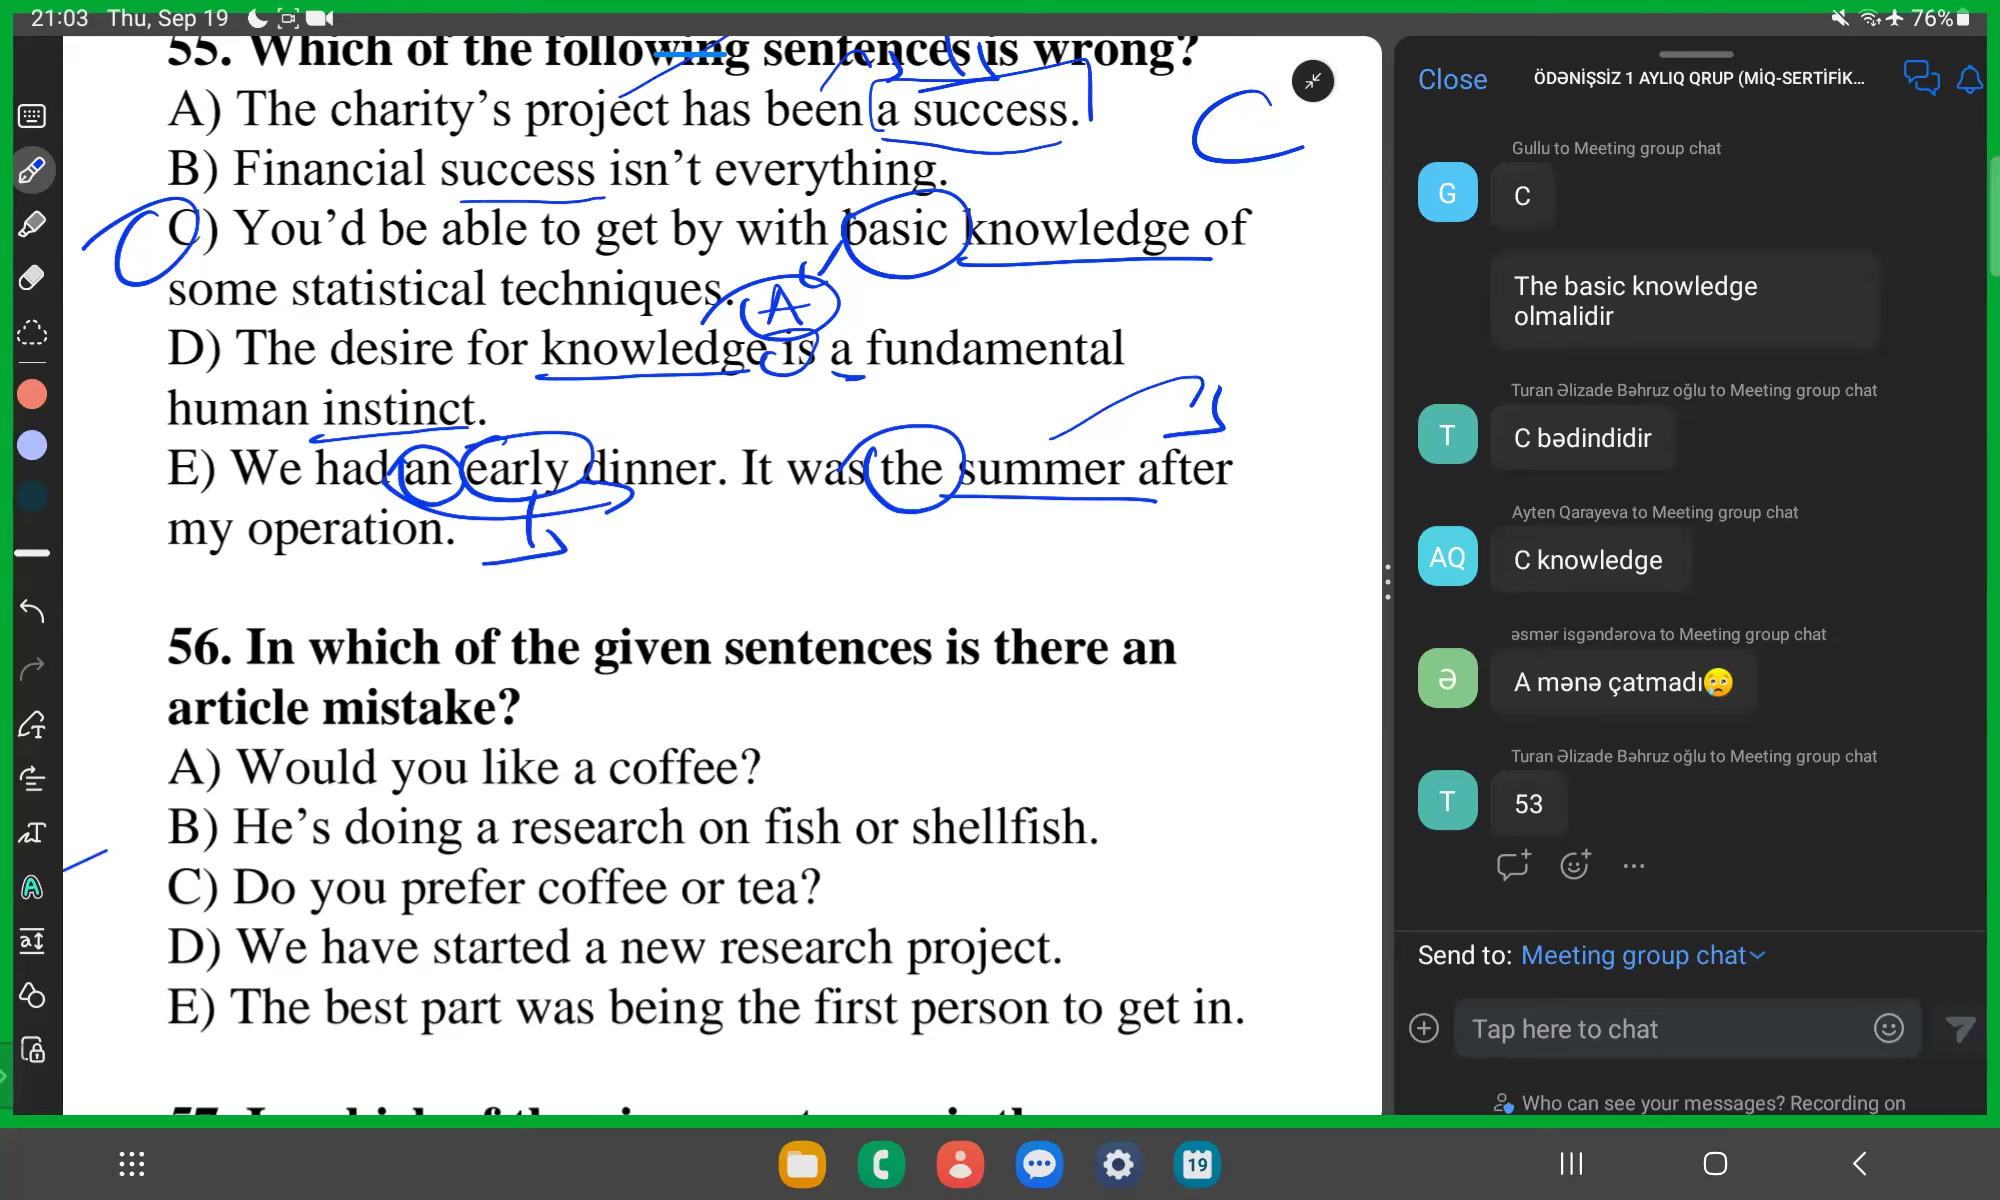 21:03 Thu, Sep 19
76%
55. Which of the following sentences is wrong?
A) The charity’s project has been a success.
B) Financial success isn’t everything.
C) You’d be able to get by with basic knowledge of
some statistical techniques.
D) The desire for knowledge is a fundamental
human instinct.
E) We had an early dinner. It was the summer after
my operation.
C
A
56. In which of the given sentences is there an
article mistake?
A) Would you like a coffee?
B) He’s doing a research on fish or shellfish.
C) Do you prefer coffee or tea?
D) We have started a new research project.
E) The best part was being the first person to get in.
Close
ÖDƏNİŞSİZ 1 AYLIQ QRUP (MİQ-SERTİFİK...
Gullu to Meeting group chat
G
C
The basic knowledge
olmalidir
Turan Əlizade Bəhruz oğlu to Meeting group chat
T
C bədindidir
Ayten Qarayeva to Meeting group chat
AQ
C knowledge
əsmər isgəndərova to Meeting group chat
Ə
A mənə çatmadı😢
Turan Əlizade Bəhruz oğlu to Meeting group chat
T
53
Send to: Meeting group chat
Tap here to chat
Who can see your messages? Recording on
19